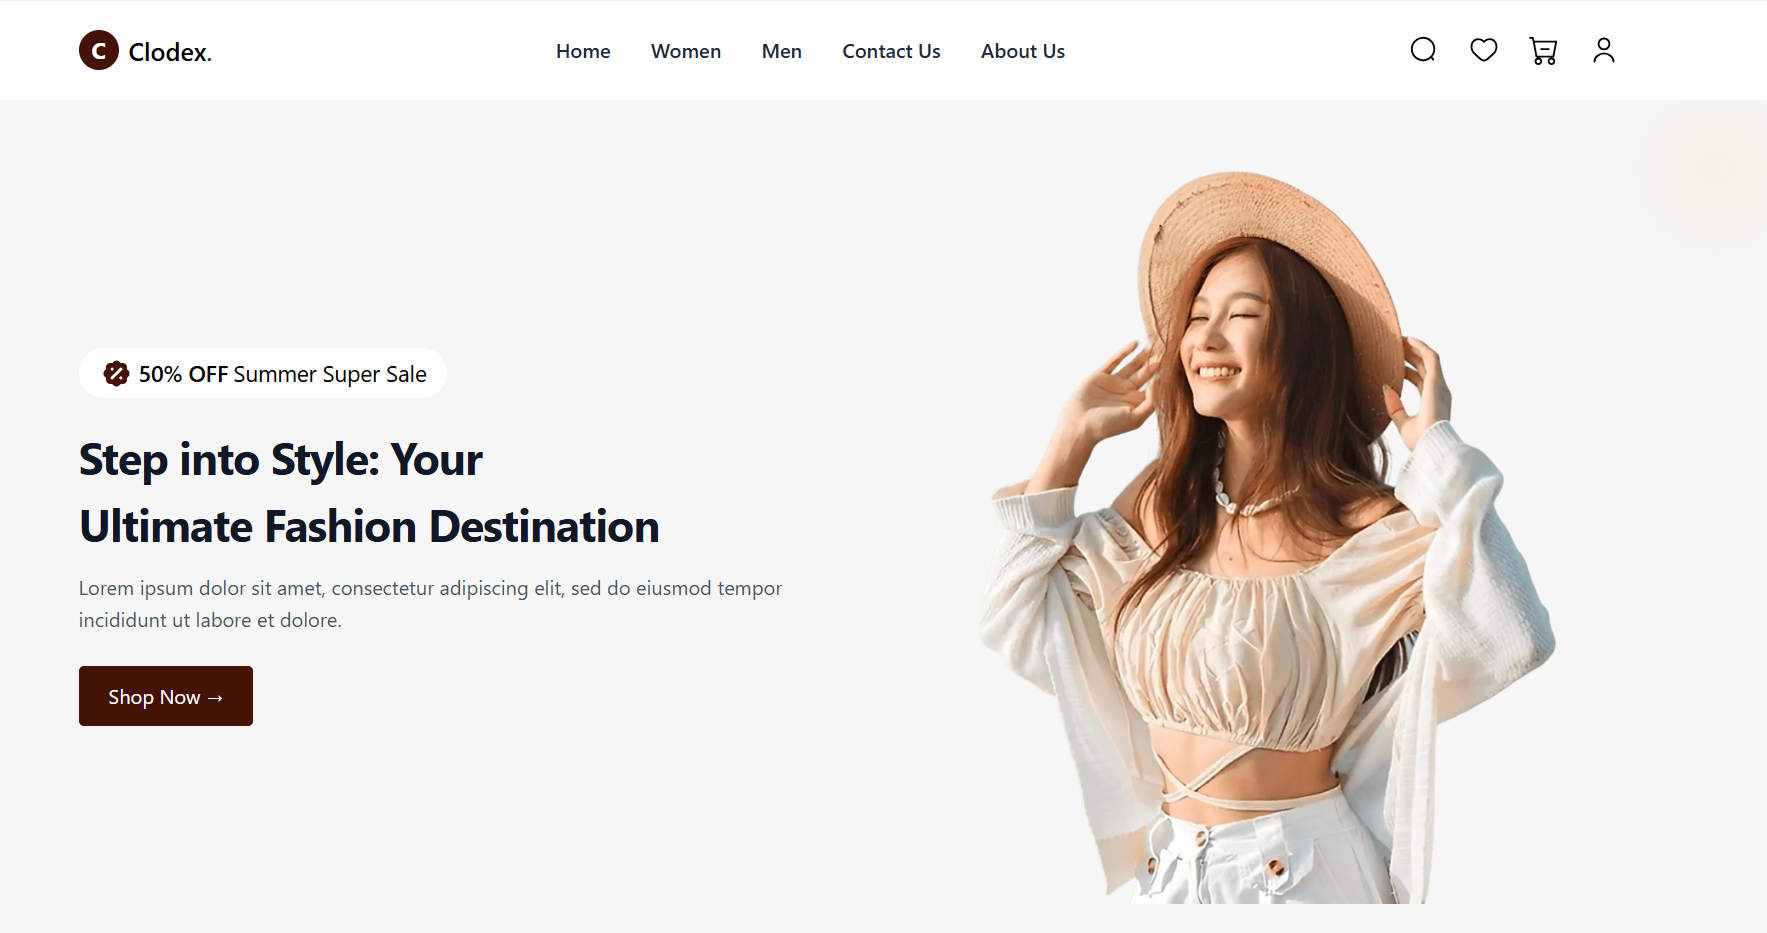 C Clodex.
Home Women Men Contact Us About Us
50% OFF Summer Super Sale
Step into Style: Your
Ultimate Fashion Destination
Lorem ipsum dolor sit amet, consectetur adipiscing elit, sed do eiusmod tempor
incididunt ut labore et dolore.
Shop Now →